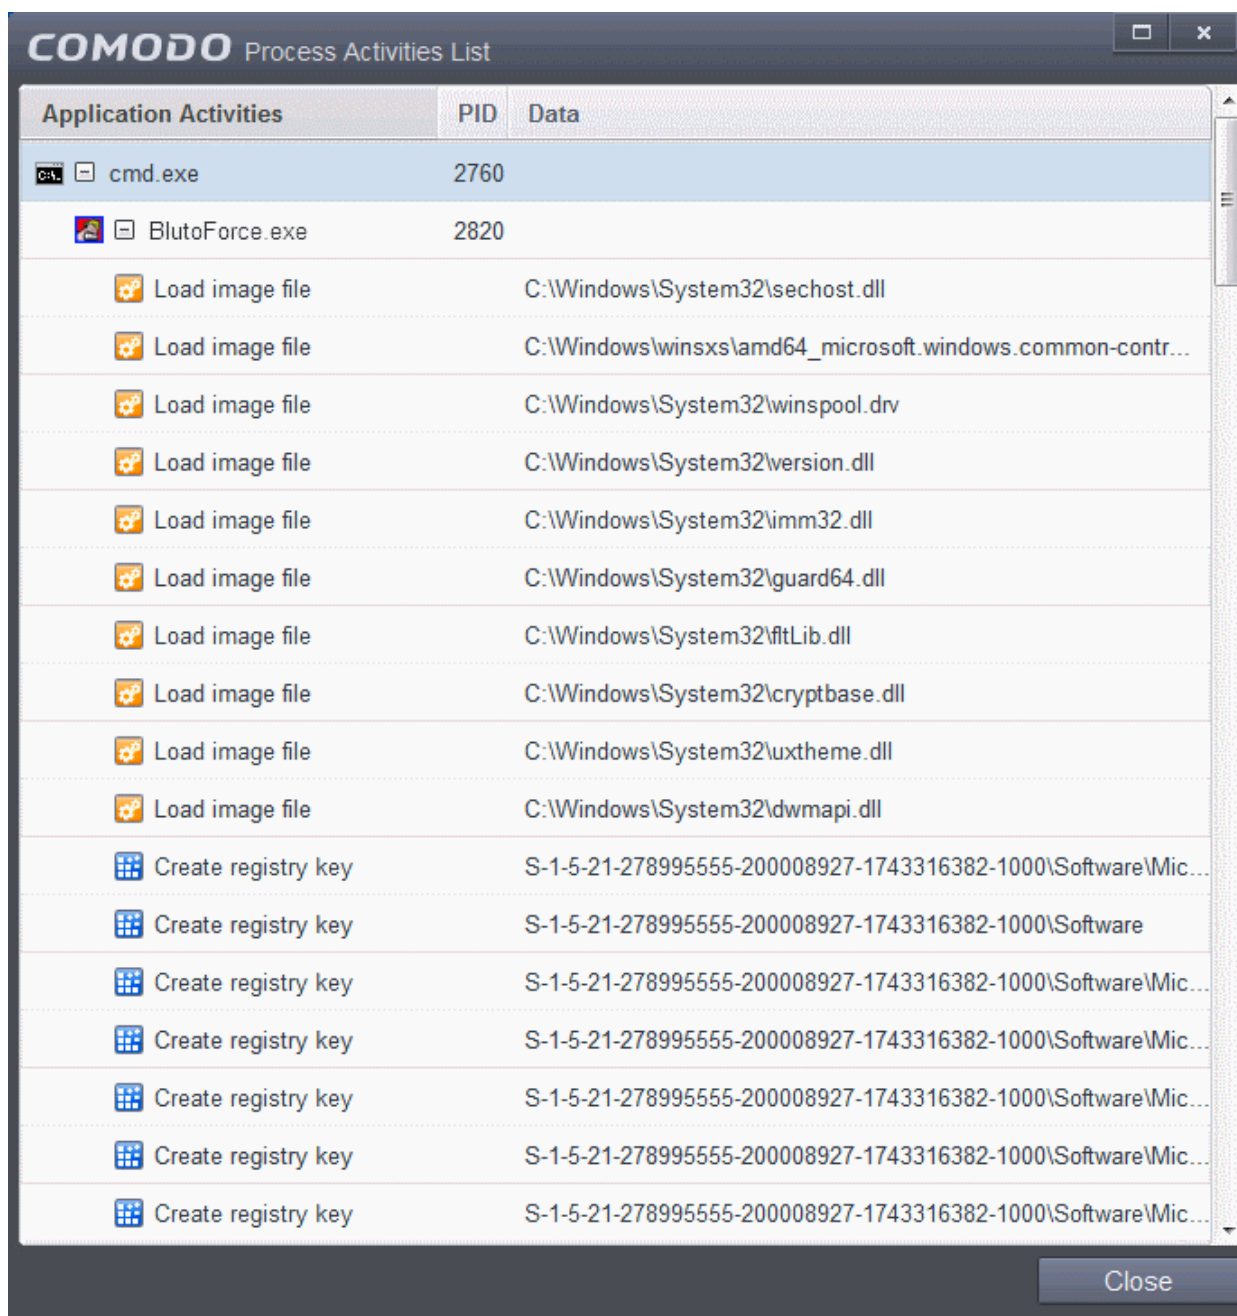 COMODO Process Activities List
Application Activities PID Data
cmd.exe 2760
BlutoForce.exe 2820
Load image file C:\Windows\System32\sechost.dll
Load image file C:\Windows\winsxs\amd64_microsoft.windows.common-contr...
Load image file C:\Windows\System32\winspool.drv
Load image file C:\Windows\System32\version.dll
Load image file C:\Windows\System32\imm32.dll
Load image file C:\Windows\System32\guard64.dll
Load image file C:\Windows\System32\fltLib.dll
Load image file C:\Windows\System32\cryptbase.dll
Load image file C:\Windows\System32\uxtheme.dll
Load image file C:\Windows\System32\dwmapi.dll
Create registry key S-1-5-21-278995555-200008927-1743316382-1000\Software\Mic...
Create registry key S-1-5-21-278995555-200008927-1743316382-1000\Software
Create registry key S-1-5-21-278995555-200008927-1743316382-1000\Software\Mic...
Create registry key S-1-5-21-278995555-200008927-1743316382-1000\Software\Mic...
Create registry key S-1-5-21-278995555-200008927-1743316382-1000\Software\Mic...
Create registry key S-1-5-21-278995555-200008927-1743316382-1000\Software\Mic...
Create registry key S-1-5-21-278995555-200008927-1743316382-1000\Software\Mic...
Close